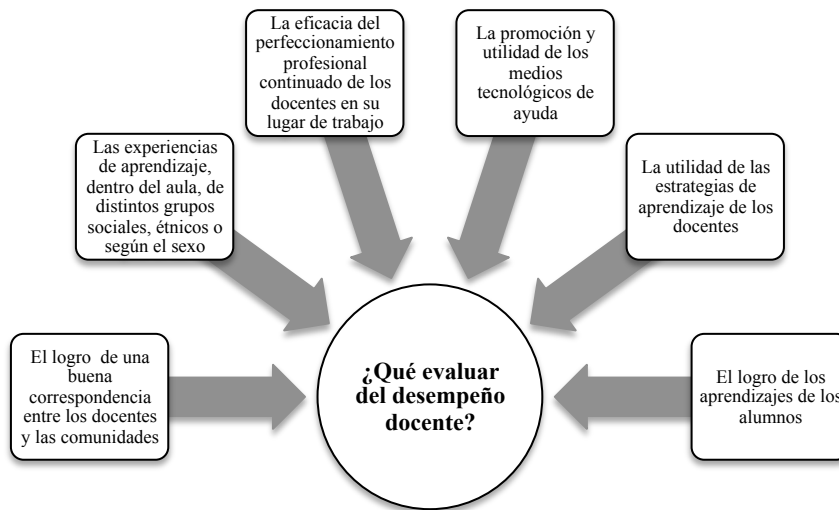 La eficacia del
perfeccionamiento
profesional
continuado de los
docentes en su
lugar de trabajo
La promoción y
utilidad de los
medios
tecnológicos de
ayuda
Las experiencias
de aprendizaje,
dentro del aula, de
distintos grupos
sociales, étnicos o
según el sexo
La utilidad de las
estrategias de
aprendizaje de los
docentes
El logro de una
buena
correspondencia
entre los docentes
y las comunidades
¿Qué evaluar
del desempeño
docente?
El logro de los
aprendizajes de los
alumnos